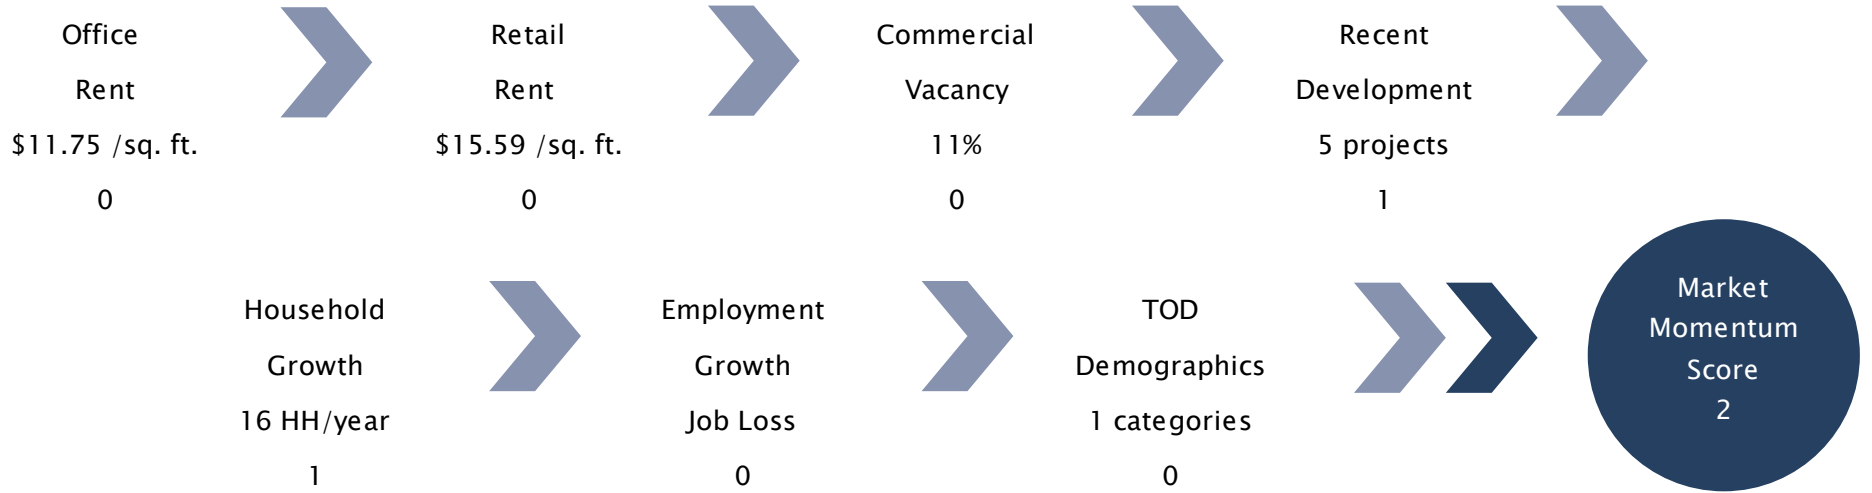 Office
Rent
$11.75 /sq. ft.
0
Retail
Rent
$15.59 /sq. ft.
0
Commercial
Vacancy
11%
0
Recent
Development
5 projects
1
Household
Growth
16 HH/year
1
Employment
Growth
Job Loss
0
TOD
Demographics
1 categories
0
Market
Momentum
Score
2